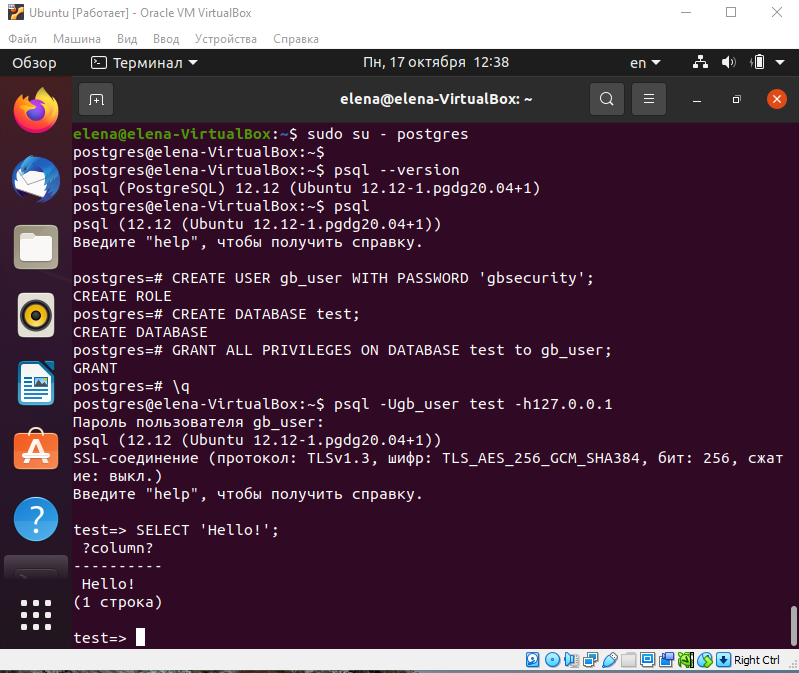 Ubuntu [Работает] - Oracle VM VirtualBox
Файл Машина Вид Ввод Устройства Справка
Обзор Терминал Пн, 17 октября 12:38 en
elena@elena-VirtualBox: ~
elena@elena-VirtualBox:~$ sudo su - postgres
postgres@elena-VirtualBox:~$
postgres@elena-VirtualBox:~$ psql --version
psql (PostgreSQL) 12.12 (Ubuntu 12.12-1.pgdg20.04+1)
postgres@elena-VirtualBox:~$ psql
psql (12.12 (Ubuntu 12.12-1.pgdg20.04+1))
Введите "help", чтобы получить справку.
postgres=# CREATE USER gb_user WITH PASSWORD 'gbsecurity';
CREATE ROLE
postgres=# CREATE DATABASE test;
CREATE DATABASE
postgres=# GRANT ALL PRIVILEGES ON DATABASE test to gb_user;
GRANT
postgres=# \q
postgres@elena-VirtualBox:~$ psql -Ugb_user test -h127.0.0.1
Пароль пользователя gb_user:
psql (12.12 (Ubuntu 12.12-1.pgdg20.04+1))
SSL-соединение (протокол: TLSv1.3, шифр: TLS_AES_256_GCM_SHA384, бит: 256, сжат
ие: выкл.)
Введите "help", чтобы получить справку.
test=> SELECT 'Hello!';
?column?
----------
Hello!
(1 строка)
test=>
Right Ctrl